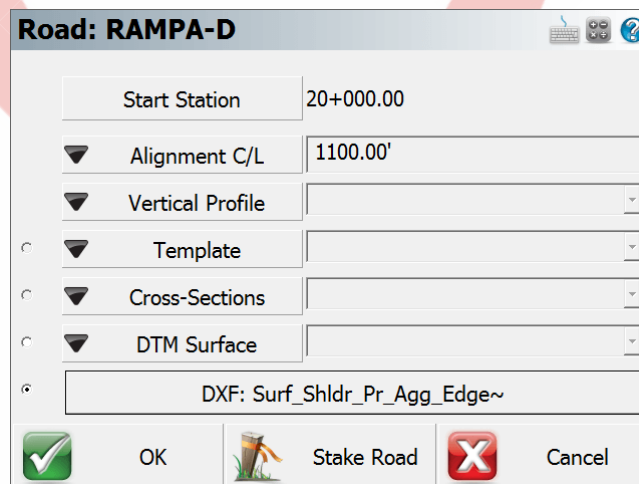 Road: RAMPA-D
Start Station 20+000.00
Alignment C/L 1100.00'
Vertical Profile
Template
Cross-Sections
DTM Surface
DXF: Surf_Shldr_Pr_Agg_Edge~
OK Stake Road Cancel